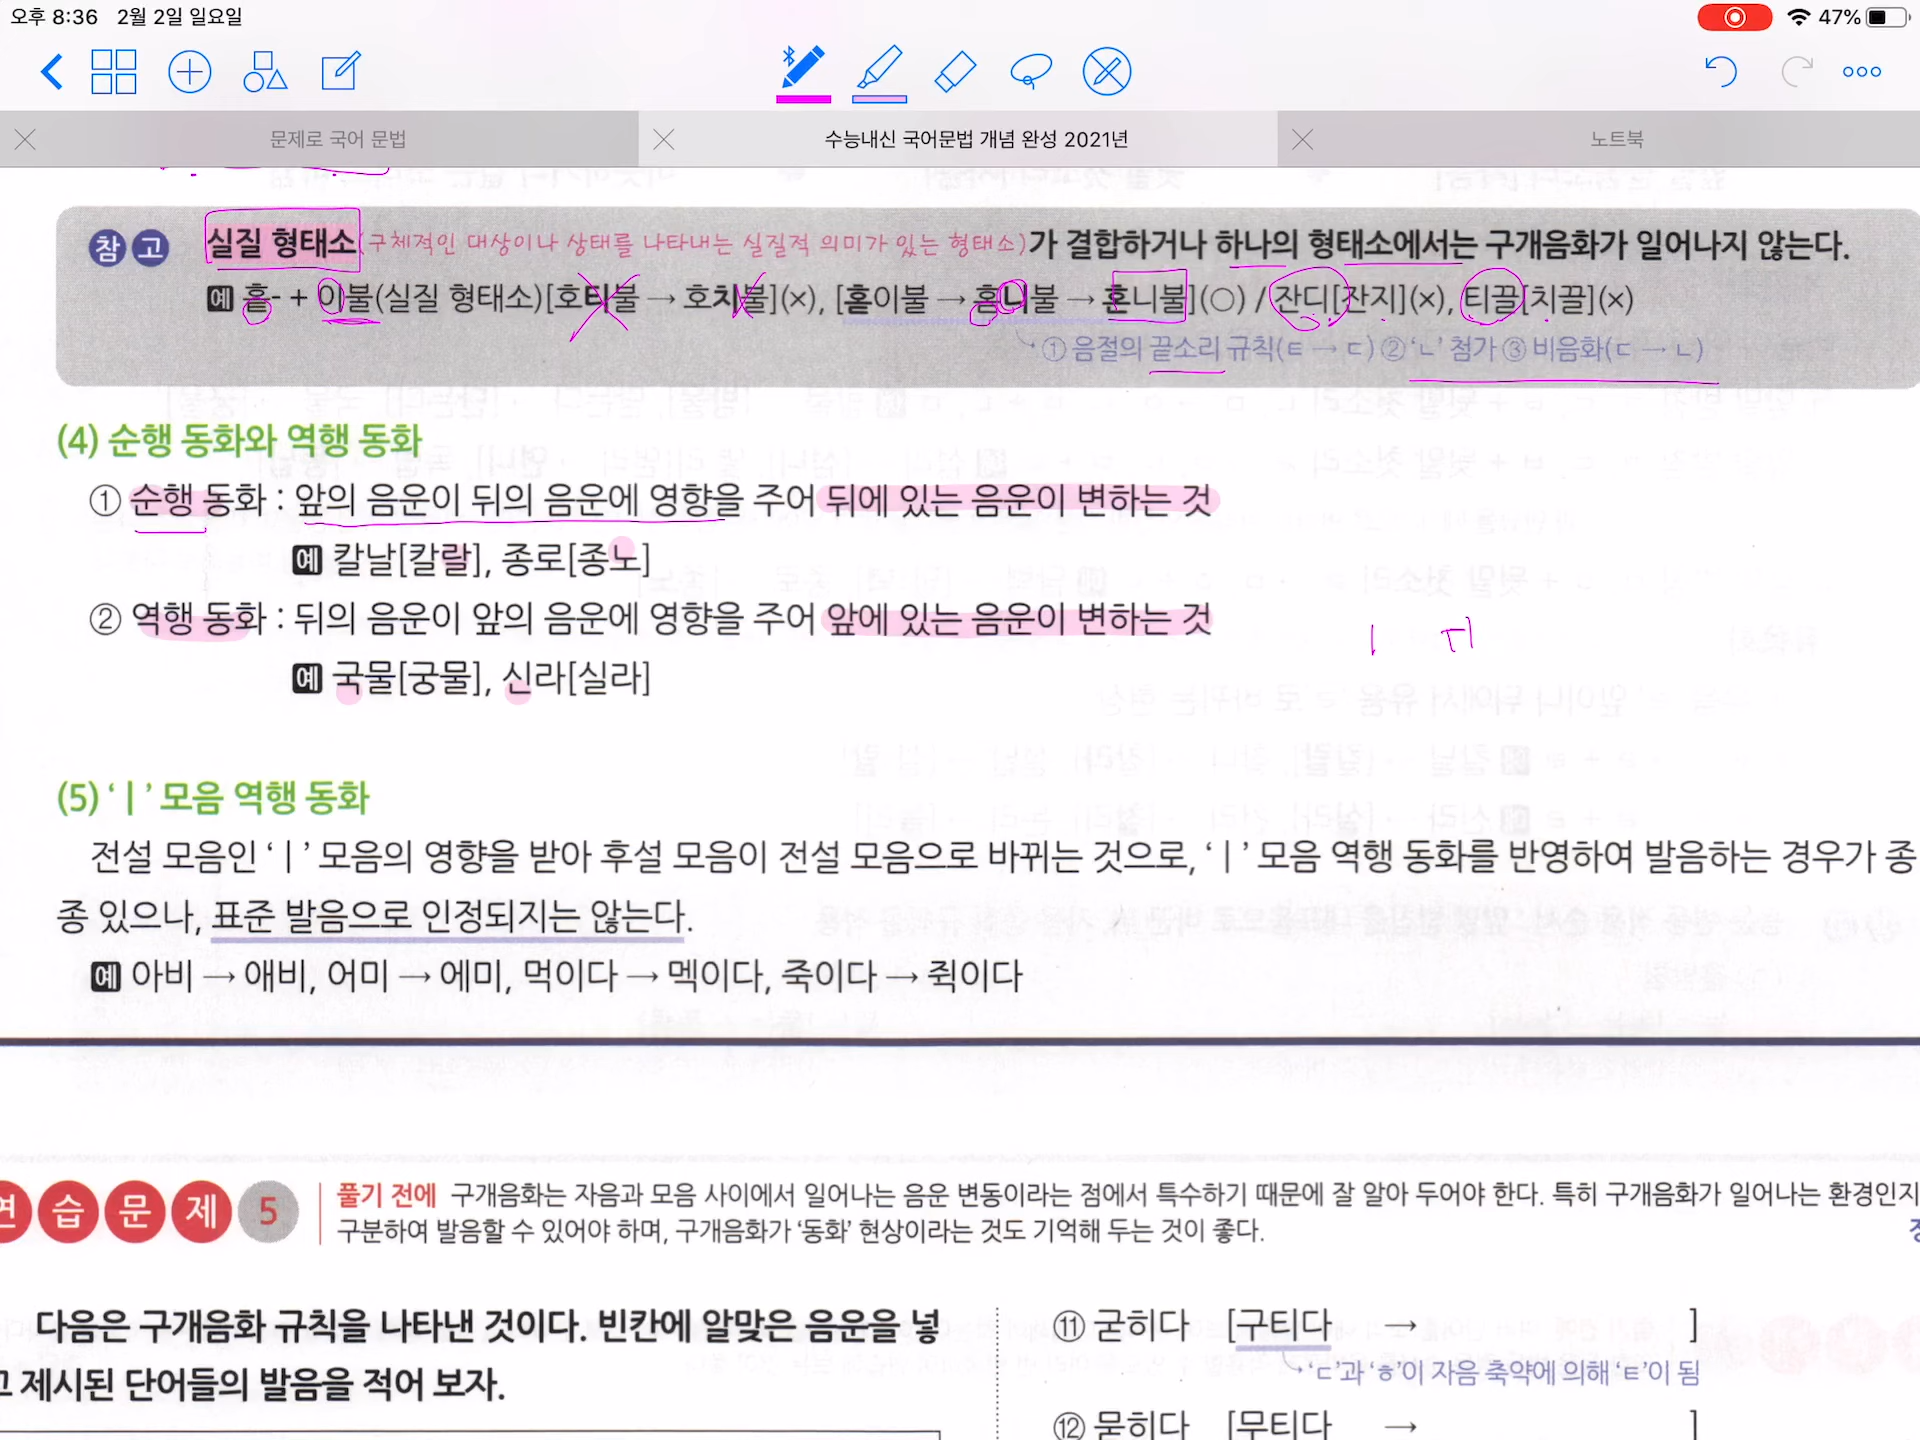 오후 8:36 2월 2일 일요일
47%
문제로 국어 문법
수능내신 국어문법 개념 완성 2021년
노트북
참고 실질 형태소(구체적인 대상이나 상태를 나타내는 실질적 의미가 있는 형태소)가 결합하거나 하나의 형태소에서는 구개음화가 일어나지 않는다.
예 홑- + 이불(실질 형태소)[호티불 → 호치불](×), [홑이불 → 홑니불 → 혼니불](○) / 잔디[잔지](×), 티끌[치끌](×)
① 음절의 끝소리 규칙(ㅌ → ㄷ) ② ‘ㄴ’ 첨가 ③ 비음화(ㄷ → ㄴ)
(4) 순행 동화와 역행 동화
① 순행 동화 : 앞의 음운이 뒤의 음운에 영향을 주어 뒤에 있는 음운이 변하는 것
예 칼날[칼랄], 종로[종노]
② 역행 동화 : 뒤의 음운이 앞의 음운에 영향을 주어 앞에 있는 음운이 변하는 것
예 국물[궁물], 신라[실라]
(5) ‘ㅣ’ 모음 역행 동화
전설 모음인 ‘ㅣ’ 모음의 영향을 받아 후설 모음이 전설 모음으로 바뀌는 것으로, ‘ㅣ’ 모음 역행 동화를 반영하여 발음하는 경우가 종
종 있으나, 표준 발음으로 인정되지는 않는다.
예 아비 → 애비, 어미 → 에미, 먹이다 → 멕이다, 죽이다 → 쥑이다
연습문제 5
풀기 전에 구개음화는 자음과 모음 사이에서 일어나는 음운 변동이라는 점에서 특수하기 때문에 잘 알아 두어야 한다. 특히 구개음화가 일어나는 환경인지
구분하여 발음할 수 있어야 하며, 구개음화가 ‘동화’ 현상이라는 것도 기억해 두는 것이 좋다.
다음은 구개음화 규칙을 나타낸 것이다. 빈칸에 알맞은 음운을 넣
고 제시된 단어들의 발음을 적어 보자.
⑪ 굳히다 [구티다 → ]
‘ㄷ’과 ‘ㅎ’이 자음 축약에 의해 ‘ㅌ’이 됨
⑫ 묻히다 [무티다 → ]